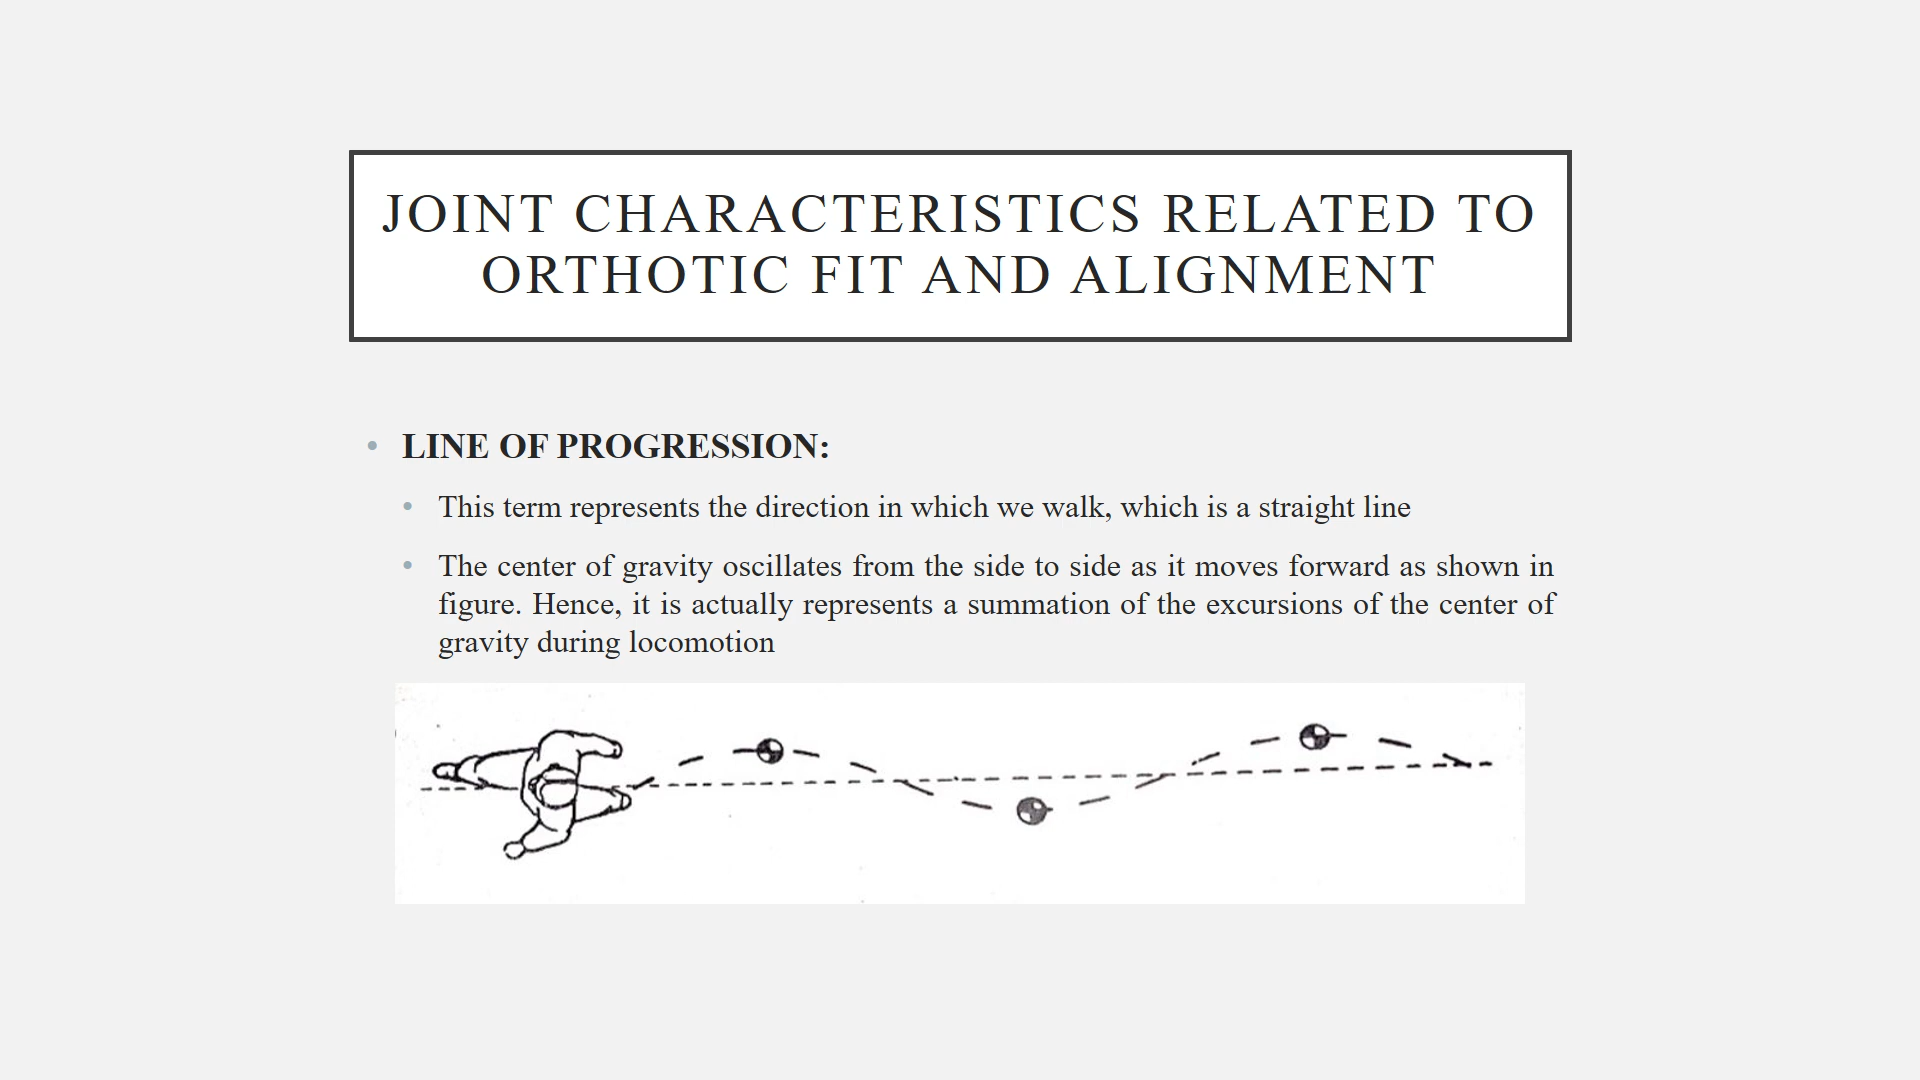 JOINT CHARACTERISTICS RELATED TO
ORTHOTIC FIT AND ALIGNMENT
• LINE OF PROGRESSION:
• This term represents the direction in which we walk, which is a straight line
• The center of gravity oscillates from the side to side as it moves forward as shown in
figure. Hence, it is actually represents a summation of the excursions of the center of
gravity during locomotion